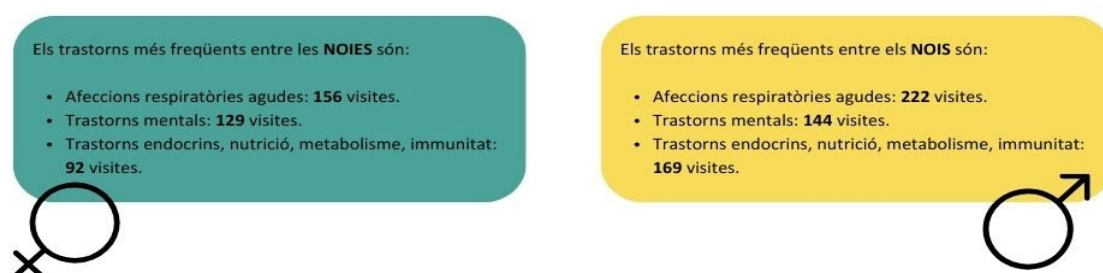 Els trastorns més freqüents entre les NOIES són:
• Afeccions respiratòries agudes: 156 visites.
• Trastorns mentals: 129 visites.
• Trastorns endocrins, nutrició, metabolisme, immunitat:
92 visites.
Els trastorns més freqüents entre els NOIS són:
• Afeccions respiratòries agudes: 222 visites.
• Trastorns mentals: 144 visites.
• Trastorns endocrins, nutrició, metabolisme, immunitat:
169 visites.